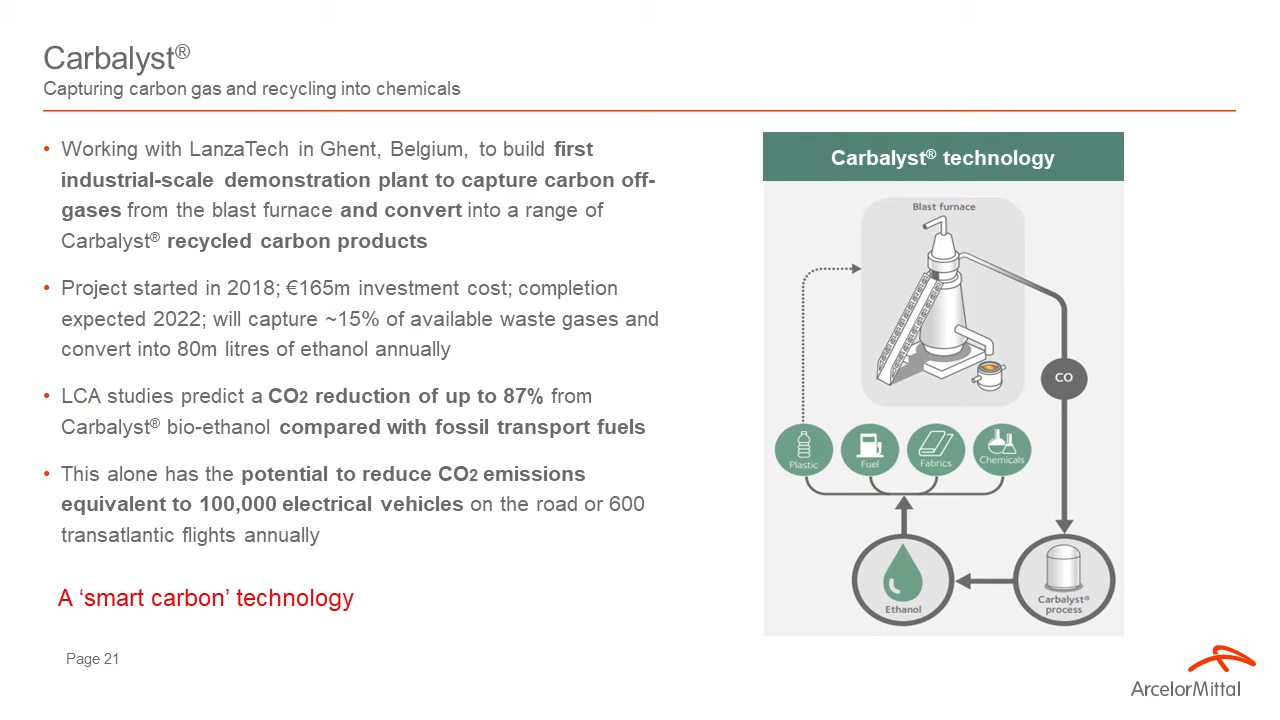 Carbalyst®
Capturing carbon gas and recycling into chemicals
• Working with LanzaTech in Ghent, Belgium, to build first
industrial-scale demonstration plant to capture carbon off-
gases from the blast furnace and convert into a range of
Carbalyst® recycled carbon products
• Project started in 2018; €165m investment cost; completion
expected 2022; will capture ~15% of available waste gases and
convert into 80m litres of ethanol annually
• LCA studies predict a CO2 reduction of up to 87% from
Carbalyst® bio-ethanol compared with fossil transport fuels
• This alone has the potential to reduce CO2 emissions
equivalent to 100,000 electrical vehicles on the road or 600
transatlantic flights annually
A ‘smart carbon’ technology
Carbalyst® technology
Blast furnace
CO
Plastic
Fuel
Fabrics
Chemicals
Ethanol
Carbalyst®
process
Page 21
ArcelorMittal